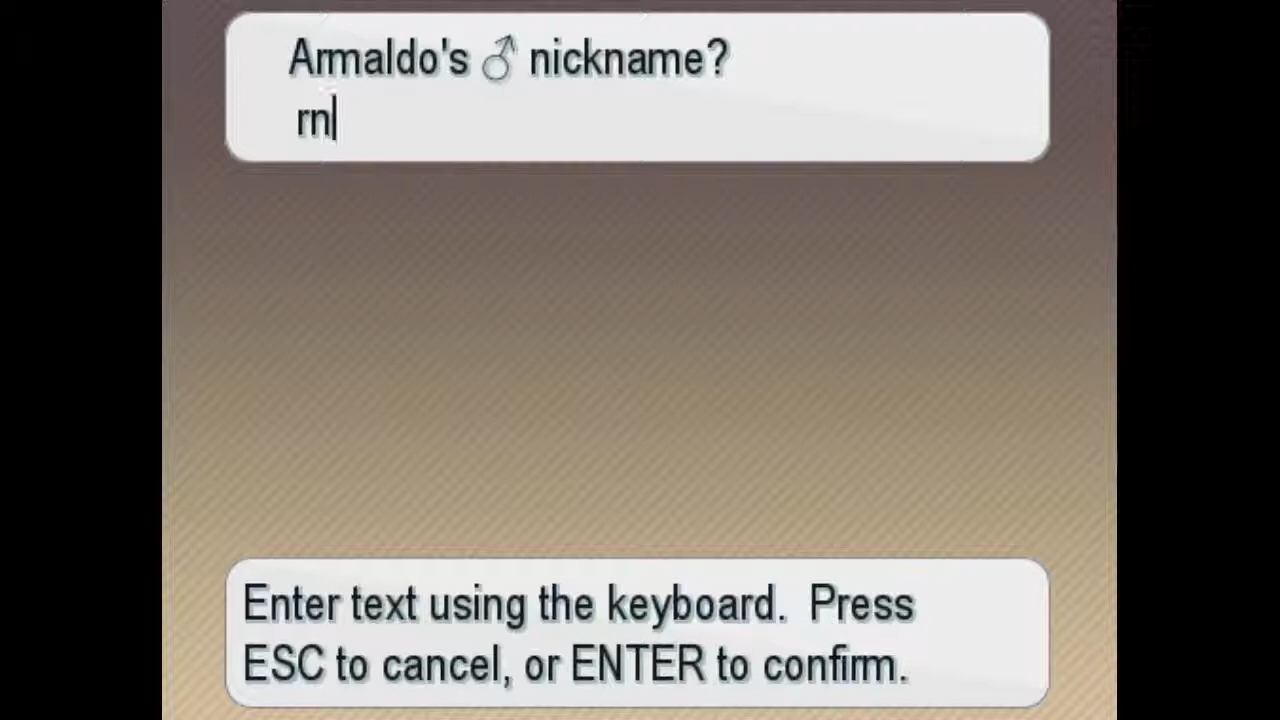 Armaldo's ♂ nickname?
rn
Enter text using the keyboard. Press
ESC to cancel, or ENTER to confirm.